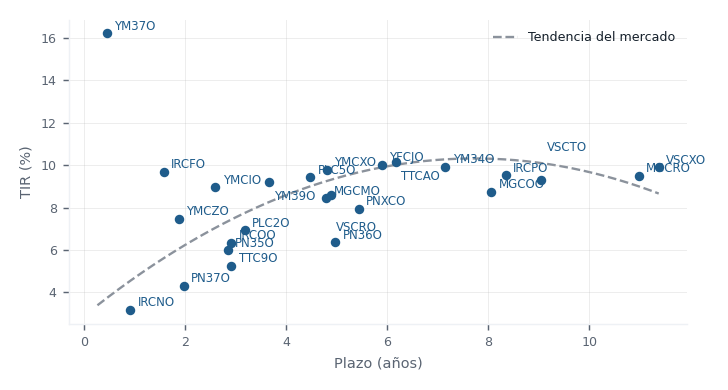 YM37O
Tendencia del mercado
VSCTO
YMCXO
YECJO
YM34O
VSCXO
IRCFO
PLC5O
IRCPO
MRCRO
YMCIO
TTCAO
MGCOO
YM39O
MGCMO
PNXCO
YMCZO
PLC2O
VSCRO
IRCOO
PN36O
PN35O
TTC9O
PN37O
IRCNO
16
14
12
10
8
6
4
TIR (%)
0
2
4
6
8
10
Plazo (años)